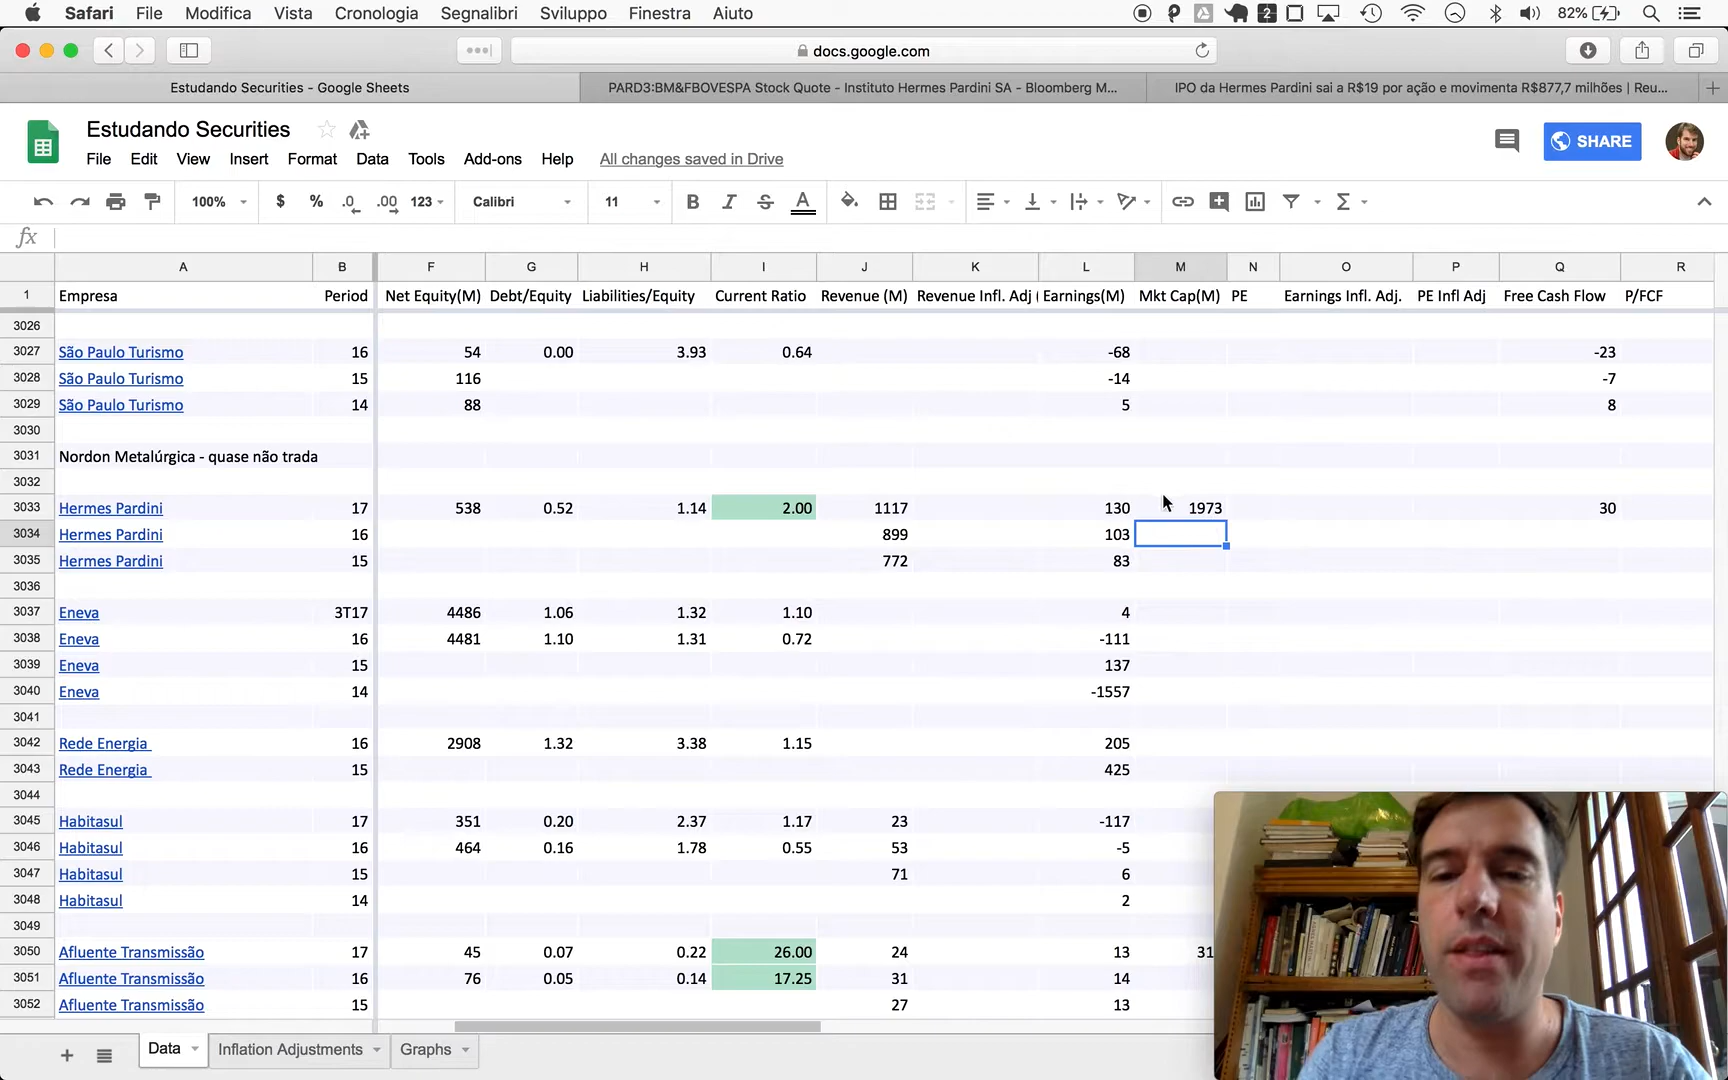 Safari File Modifica Vista Cronologia Segnalibri Sviluppo Finestra Aiuto 2 82%
docs.google.com
Estudando Securities - Google Sheets PARD3:BM&FBOVESPA Stock Quote - Instituto Hermes Pardini SA - Bloomberg M... IPO da Hermes Pardini sai a R$19 por ação e movimenta R$877,7 milhões | Reu...
Estudando Securities
SHARE
File Edit View Insert Format Data Tools Add-ons Help All changes saved in Drive
100% $ % .0 .00 123 Calibri 11 B I S A Σ
fx
A B F G H I J K L M N O P Q R
1 Empresa Period Net Equity(M) Debt/Equity Liabilities/Equity Current Ratio Revenue (M) Revenue Infl. Adj ( Earnings(M) Mkt Cap(M) PE Earnings Infl. Adj. PE Infl Adj Free Cash Flow P/FCF
3026
3027 São Paulo Turismo 16 54 0.00 3.93 0.64 -68 -23
3028 São Paulo Turismo 15 116 -14 -7
3029 São Paulo Turismo 14 88 5 8
3030
3031 Nordon Metalúrgica - quase não trada
3032
3033 Hermes Pardini 17 538 0.52 1.14 2.00 1117 130 1973 30
3034 Hermes Pardini 16 899 103
3035 Hermes Pardini 15 772 83
3036
3037 Eneva 3T17 4486 1.06 1.32 1.10 4
3038 Eneva 16 4481 1.10 1.31 0.72 -111
3039 Eneva 15 137
3040 Eneva 14 -1557
3041
3042 Rede Energia 16 2908 1.32 3.38 1.15 205
3043 Rede Energia 15 425
3044
3045 Habitasul 17 351 0.20 2.37 1.17 23 -117
3046 Habitasul 16 464 0.16 1.78 0.55 53 -5
3047 Habitasul 15 71 6
3048 Habitasul 14 2
3049
3050 Afluente Transmissão 17 45 0.07 0.22 26.00 24 13 31
3051 Afluente Transmissão 16 76 0.05 0.14 17.25 31 14
3052 Afluente Transmissão 15 27 13
Data Inflation Adjustments Graphs